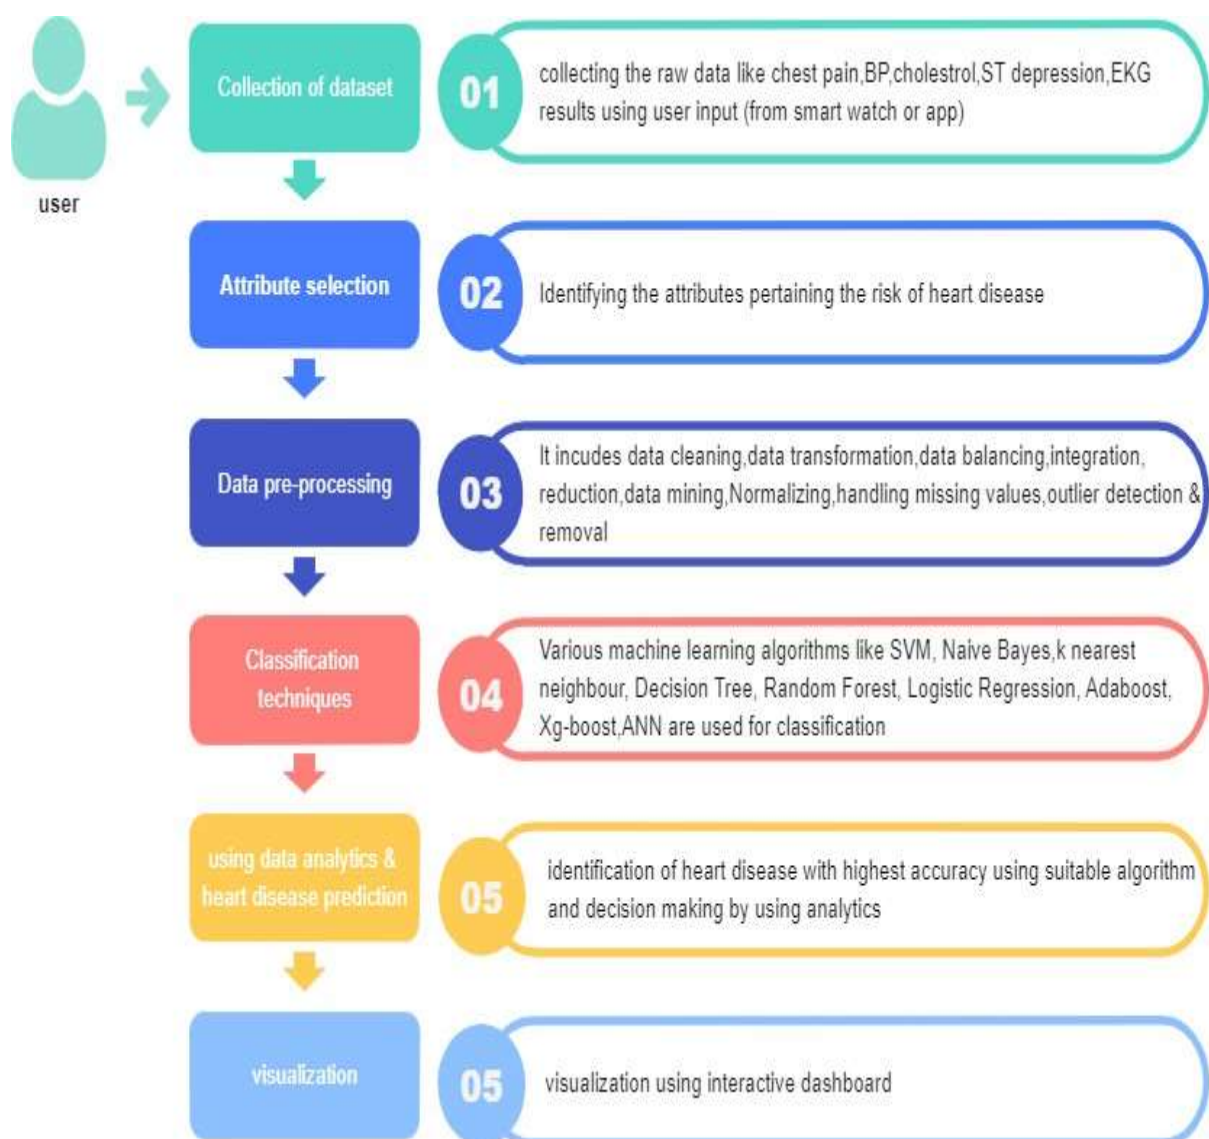 Collection of dataset
01
collecting the raw data like chest pain,BP,cholestrol,ST depression,EKG
results using user input (from smart watch or app)
user
Attribute selection
02
Identifying the attributes pertaining the risk of heart disease
Data pre-processing
03
It incudes data cleaning,data transformation,data balancing,integration,
reduction,data mining,Normalizing,handling missing values,outlier detection &
removal
Classification
techniques
04
Various machine learning algorithms like SVM, Naive Bayes,k nearest
neighbour, Decision Tree, Random Forest, Logistic Regression, Adaboost,
Xg-boost,ANN are used for classification
using data analytics &
heart disease prediction
05
identification of heart disease with highest accuracy using suitable algorithm
and decision making by using analytics
visualization
05
visualization using interactive dashboard